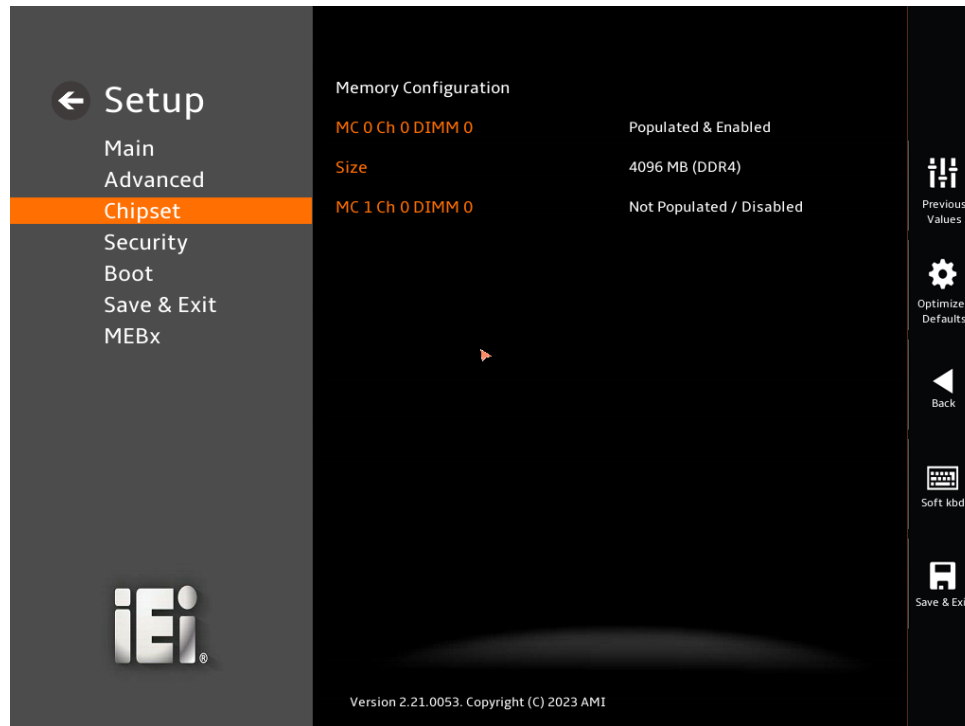 Setup
Main
Advanced
Chipset
Security
Boot
Save & Exit
MEBx
iEi
®
Memory Configuration
MC 0 Ch 0 DIMM 0 Populated & Enabled
Size 4096 MB (DDR4)
MC 1 Ch 0 DIMM 0 Not Populated / Disabled
Previous
Values
Optimize
Defaults
Back
Soft kbd
Save & Exi
Version 2.21.0053. Copyright (C) 2023 AMI